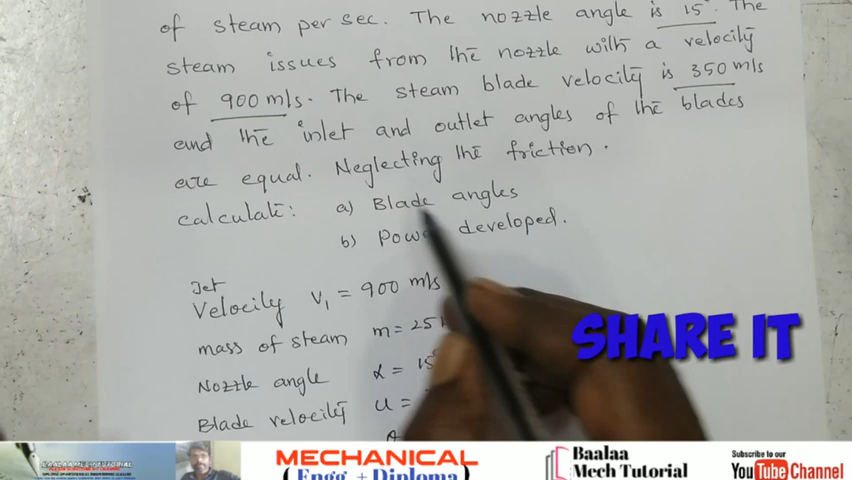 of steam per sec. The nozzle angle is 15° The
steam issues from the nozzle with a velocity
of 900 m/s. The steam blade velocity is 350 m/s
and the inlet and outlet angles of the blades
are equal. Neglecting the friction.
calculate: a) Blade angles
b) Power developed.
Jet
Velocity V1 = 900 m/s
mass of steam m = 25
Nozzle angle α = 15°
Blade velocity u =
SHARE IT
MECHANICAL
(Engg. + Diploma)
Baalaa
Mech Tutorial
Subscribe to our
YouTube Channel